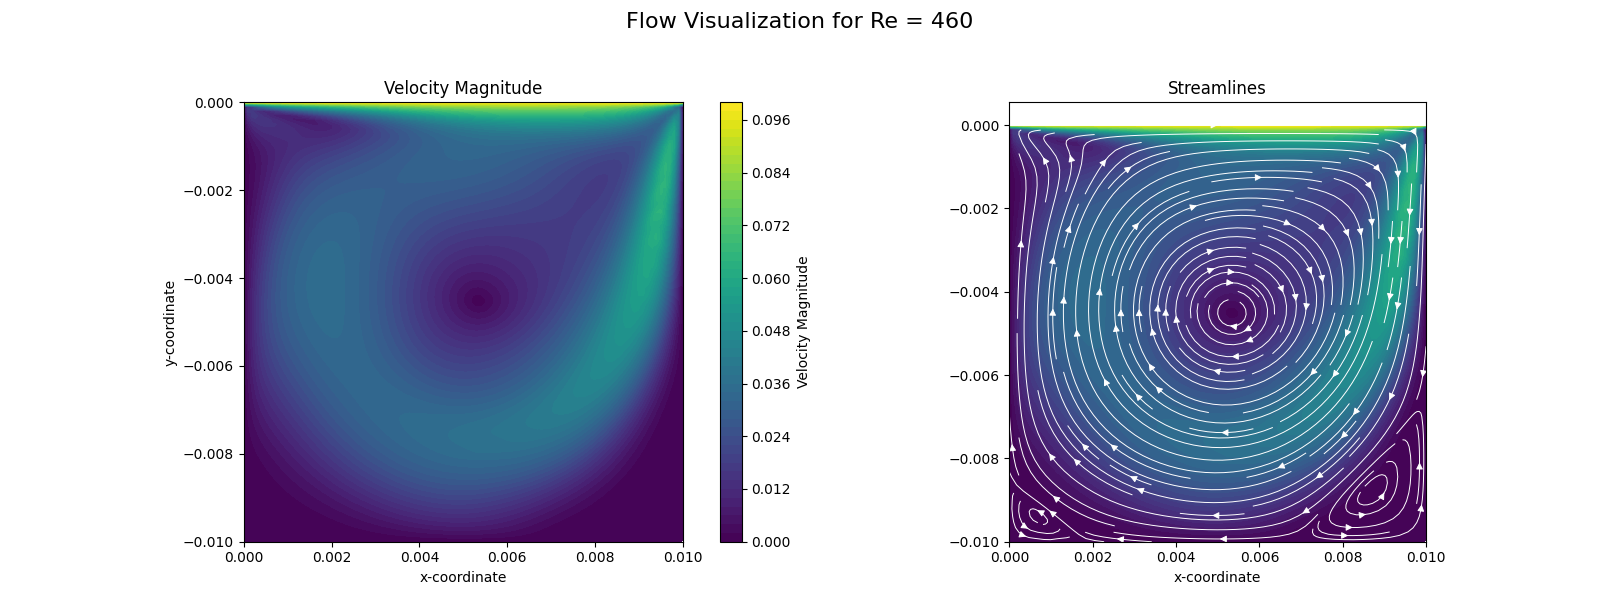 Flow Visualization for Re = 460
Velocity Magnitude
0.000
−0.002
−0.004
−0.006
−0.008
−0.010
y-coordinate
0.000 0.002 0.004 0.006 0.008 0.010
x-coordinate
0.096
0.084
0.072
0.060
0.048
0.036
0.024
0.012
0.000
Velocity Magnitude
Streamlines
0.000
−0.002
−0.004
−0.006
−0.008
−0.010
0.000 0.002 0.004 0.006 0.008 0.010
x-coordinate